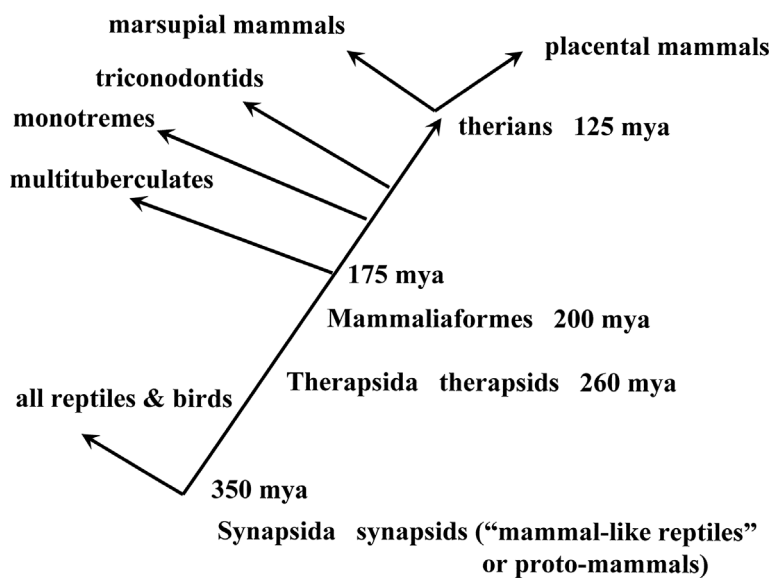 marsupial mammals
placental mammals
triconodontids
monotremes
therians 125 mya
multituberculates
175 mya
Mammaliaformes 200 mya
Therapsida therapsids 260 mya
all reptiles & birds
350 mya
Synapsida synapsids (“mammal-like reptiles”
or proto-mammals)